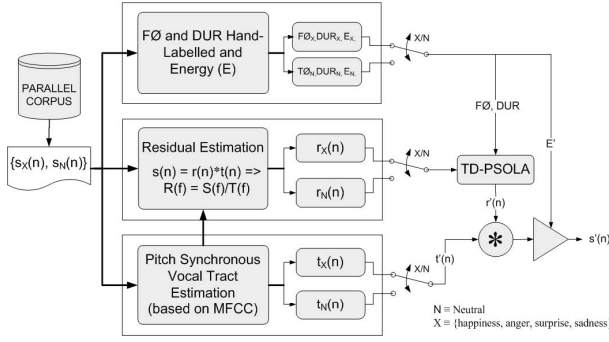 PARALLEL
CORPUS
{sX(n), sN(n)}
FØ and DUR Hand-
Labelled and
Energy (E)
FØX,DURX, EX,
TØN,DURN, EN,
X/N
FØ, DUR
E'
Residual Estimation
s(n) = r(n)*t(n) =>
R(f) = S(f)/T(f)
rX(n)
rN(n)
X/N
TD-PSOLA
r'(n)
*
s'(n)
Pitch Synchronous
Vocal Tract
Estimation
(based on MFCC)
tX(n)
tN(n)
X/N
t'(n)
N ≡ Neutral
X ≡ {happiness, anger, surprise, sadness}